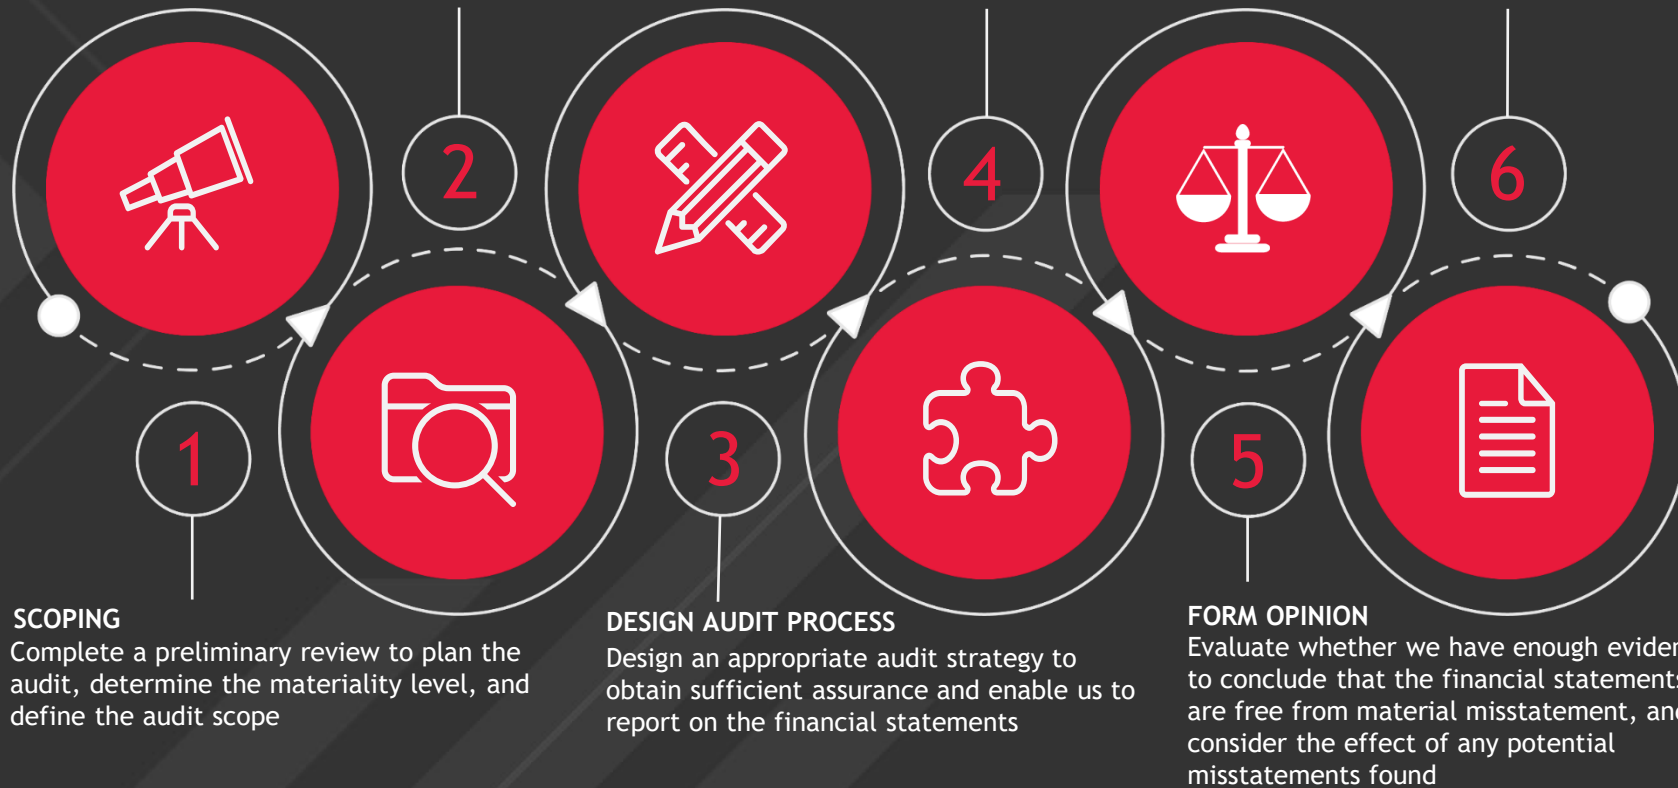 2
4
6
1
3
5
SCOPING
Complete a preliminary review to plan the
audit, determine the materiality level, and
define the audit scope
DESIGN AUDIT PROCESS
Design an appropriate audit strategy to
obtain sufficient assurance and enable us to
report on the financial statements
FORM OPINION
Evaluate whether we have enough eviden
to conclude that the financial statements
are free from material misstatement, and
consider the effect of any potential
misstatements found